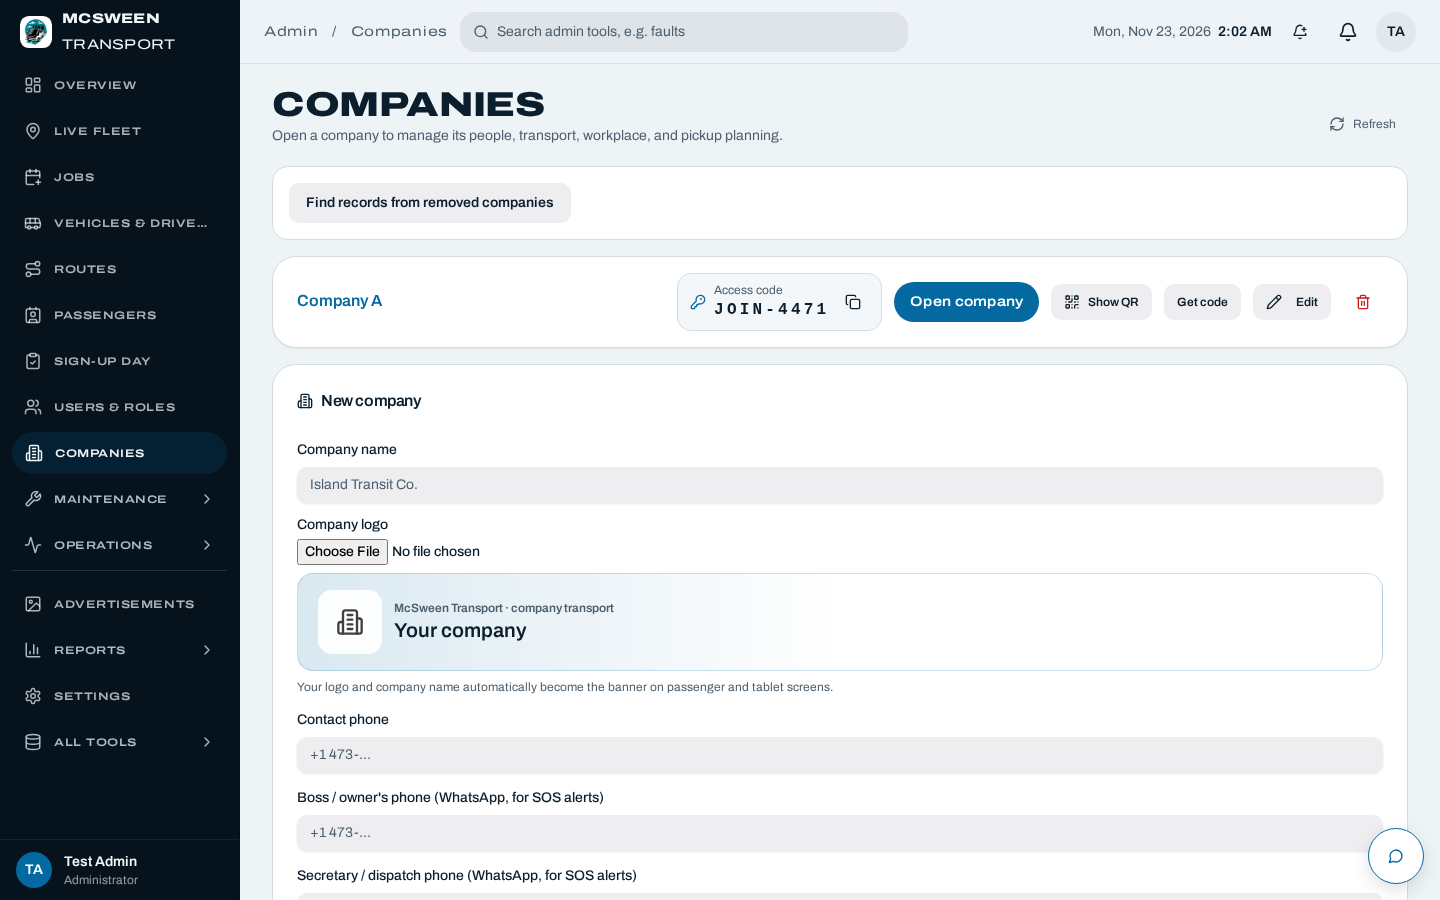 MCSWEEN
TRANSPORT
OVERVIEW
LIVE FLEET
JOBS
VEHICLES & DRIVE...
ROUTES
PASSENGERS
SIGN-UP DAY
USERS & ROLES
COMPANIES
MAINTENANCE
OPERATIONS
ADVERTISEMENTS
REPORTS
SETTINGS
ALL TOOLS
TA
Test Admin
Administrator
Admin / Companies
Search admin tools, e.g. faults
Mon, Nov 23, 2026 2:02 AM
TA
COMPANIES
Open a company to manage its people, transport, workplace, and pickup planning.
Refresh
Find records from removed companies
Company A
Access code
JOIN-4471
Open company
Show QR
Get code
Edit
New company
Company name
Island Transit Co.
Company logo
Choose File No file chosen
McSween Transport · company transport
Your company
Your logo and company name automatically become the banner on passenger and tablet screens.
Contact phone
+1 473-...
Boss / owner's phone (WhatsApp, for SOS alerts)
+1 473-...
Secretary / dispatch phone (WhatsApp, for SOS alerts)